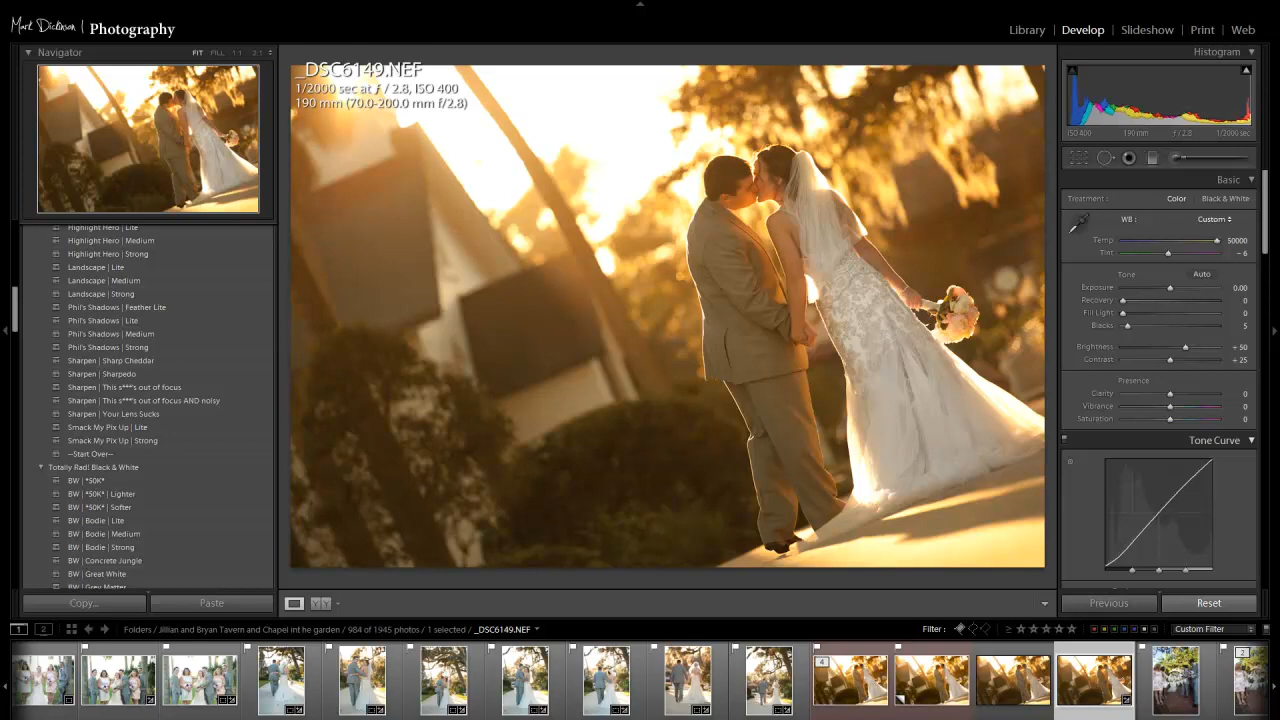 Mark Dickinson | Photography
Library | Develop | Slideshow | Print | Web
Navigator FIT FILL 1:1 2:1
Highlight Hero | Lite
Highlight Hero | Medium
Highlight Hero | Strong
Landscape | Lite
Landscape | Medium
Landscape | Strong
Phil's Shadows | Feather Lite
Phil's Shadows | Lite
Phil's Shadows | Medium
Phil's Shadows | Strong
Sharpen | Sharp Cheddar
Sharpen | Sharpedo
Sharpen | This s***'s out of focus
Sharpen | This s***'s out of focus AND noisy
Sharpen | Your Lens Sucks
Smack My Pix Up | Lite
Smack My Pix Up | Strong
--Start Over--
Totally Rad! Black & White
BW | *50K*
BW | *50K* | Lighter
BW | *50K* | Softer
BW | Bodie | Lite
BW | Bodie | Medium
BW | Bodie | Strong
BW | Concrete Jungle
BW | Great White
BW | Grey Matter
Copy... Paste
_DSC6149.NEF
1/2000 sec at ƒ / 2.8, ISO 400
190 mm (70.0-200.0 mm f/2.8)
Histogram
ISO 400 190 mm ƒ / 2.8 1/2000 sec
Basic
Treatment : Color | Black & White
WB : Custom
Temp 50000
Tint – 6
Tone Auto
Exposure 0.00
Recovery 0
Fill Light 0
Blacks 5
Brightness + 50
Contrast + 25
Presence
Clarity 0
Vibrance 0
Saturation 0
Tone Curve
Previous Reset
1 2 Folders / Jillian and Bryan Tavern and Chapel int he garden / 984 of 1945 photos / 1 selected / _DSC6149.NEF Filter : ≥ Custom Filter
4
2